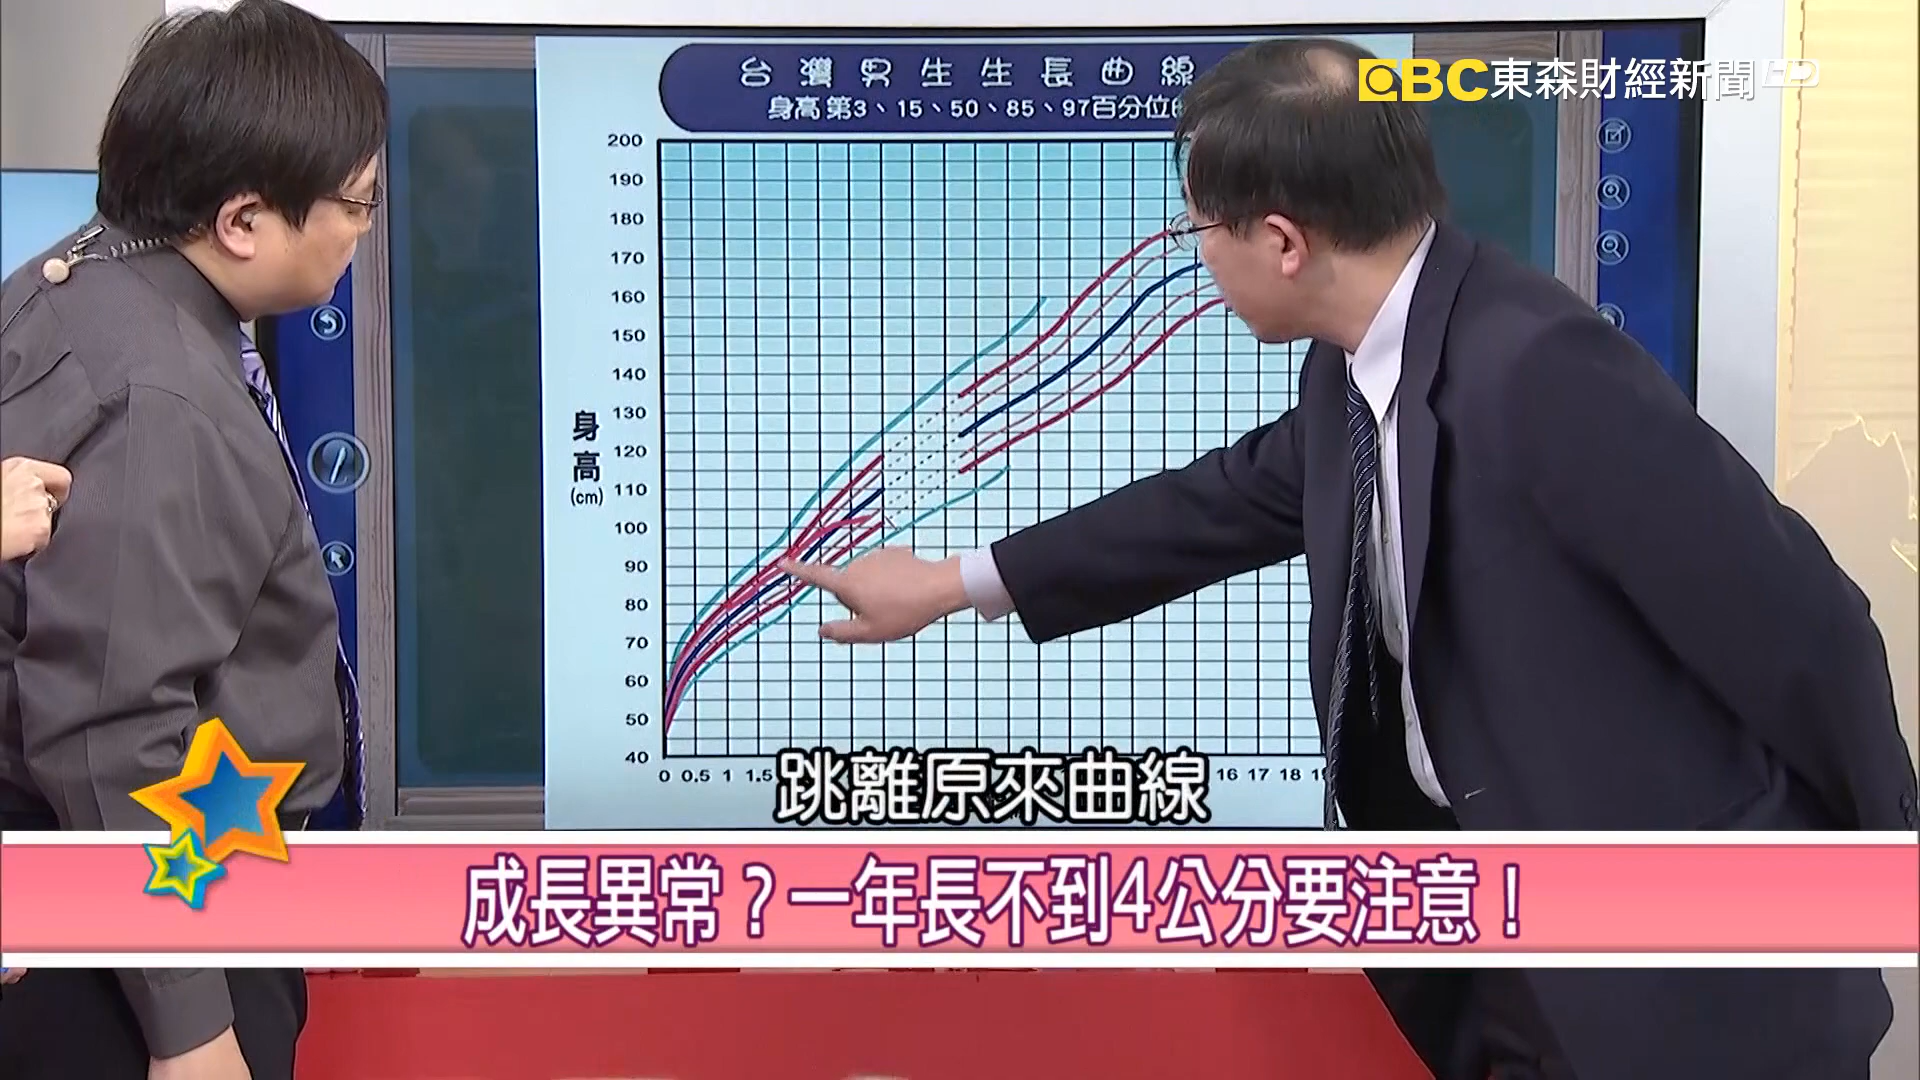 台灣男生生長曲線
身高 第3、15、50、85、97百分位
EBC東森財經新聞HD
200
190
180
170
160
150
140
130
120
110
100
90
80
70
60
50
40
身高
(cm)
0 0.5 1 1.5
16 17 18
跳離原來曲線
成長異常？一年長不到4公分要注意！